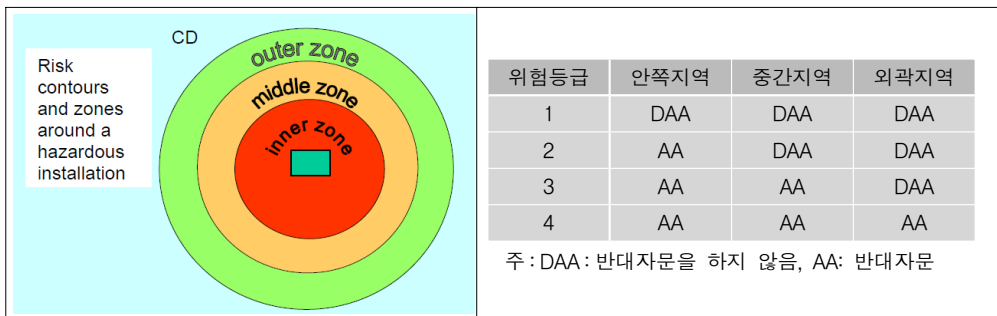 CD
outer zone
middle zone
inner zone
Risk
contours
and zones
around a
hazardous
installation
위험등급 안쪽지역 중간지역 외곽지역
1 DAA DAA DAA
2 AA DAA DAA
3 AA AA DAA
4 AA AA AA
주 : DAA : 반대자문을 하지 않음, AA: 반대자문